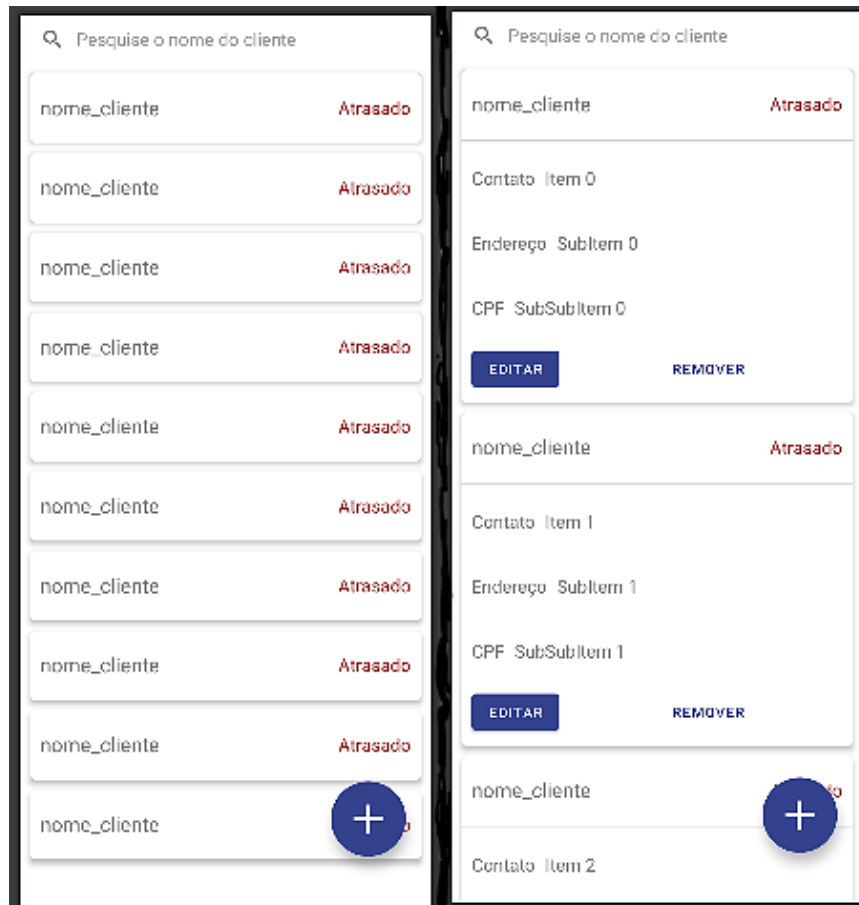 Pesquise o nome do cliente
nome_cliente Atrasado
nome_cliente Atrasado
nome_cliente Atrasado
nome_cliente Atrasado
nome_cliente Atrasado
nome_cliente Atrasado
nome_cliente Atrasado
nome_cliente Atrasado
nome_cliente Atrasado
nome_cliente
Pesquise o nome do cliente
nome_cliente Atrasado
Contato Item 0
Endereço SubItem 0
CPF SubSubItem 0
EDITAR REMOVER
nome_cliente Atrasado
Contato Item 1
Endereço SubItem 1
CPF SubSubItem 1
EDITAR REMOVER
nome_cliente
Contato Item 2